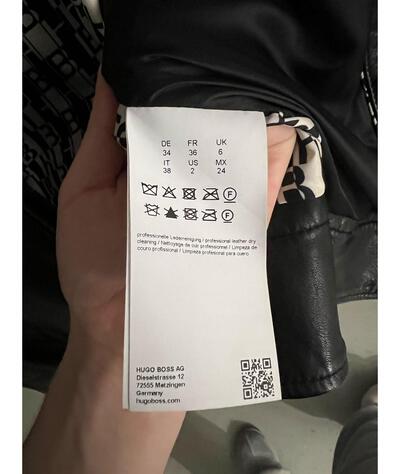 DE FR UK
34 36 6
IT US MX
38 2 24
F
F
professionelle Lederreinigung / professional leather dry
cleaning / Nettoyage de cuir professionnel / Limpieza de
couro profissional / Limpieza profesional para cuero
HUGO BOSS AG
Dieselstrasse 12
72555 Metzingen
Germany
hugoboss.com